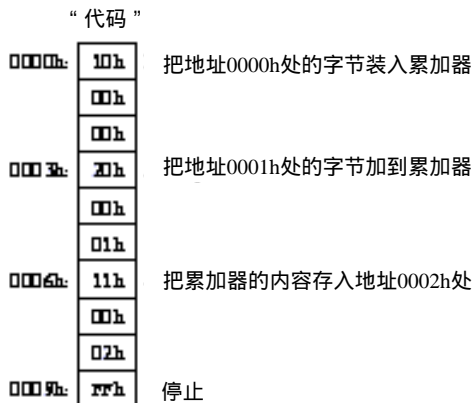 “代码”
0000h: 10h 把地址0000h处的字节装入累加器
00h
00h
0003h: 20h 把地址0001h处的字节加到累加器
00h
01h
0006h: 11h 把累加器的内容存入地址0002h处
00h
02h
0009h: 停止